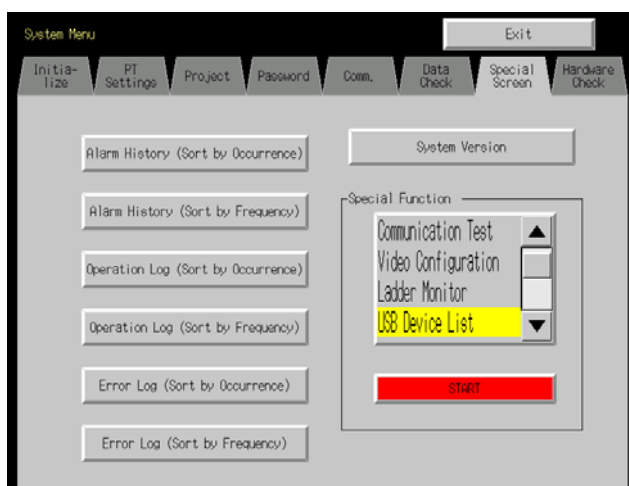 System Menu
Exit
Initia-
lize
PT
Settings
Project
Password
Comm.
Data
Check
Special
Screen
Hardware
Check
Alarm History (Sort by Occurrence)
Alarm History (Sort by Frequency)
Operation Log (Sort by Occurrence)
Operation Log (Sort by Frequency)
Error Log (Sort by Occurrence)
Error Log (Sort by Frequency)
System Version
Special Function
Communication Test
Video Configuration
Ladder Monitor
USB Device List
START